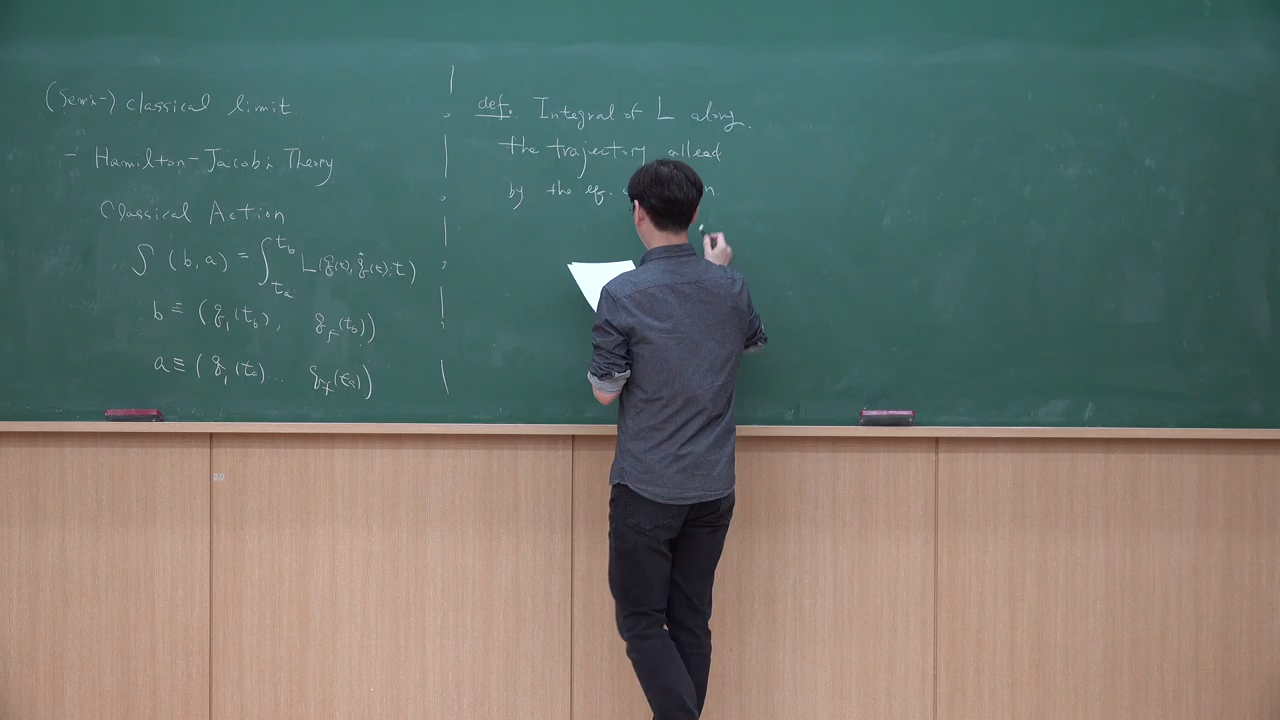 (Semi-) classical limit.
- Hamilton-Jacobi Theory
Classical Action
S (b, a) = ∫_{t_a}^{t_b} L(q(t), q̇(t); t)
b ≡ (q_1(t_b), q_f(t_b))
a ≡ (q_1(t_a)... q_f(t_a))
def. Integral of L along
the trajectory
by the eq.